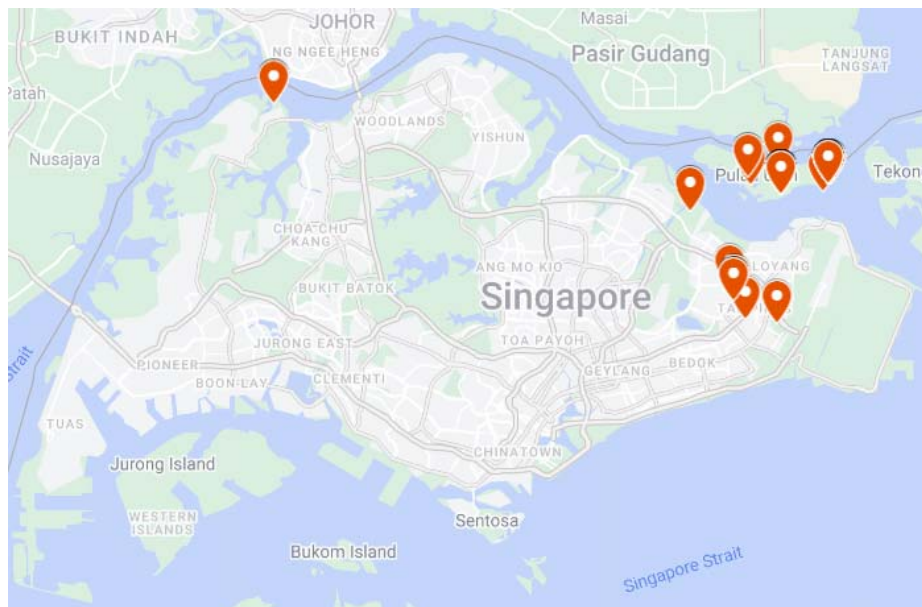 JOHOR
BUKIT INDAH
NG NGEE HENG
Masai
Pasir Gudang
TANJUNG
LANGSAT
Patah
WOODLANDS
YISHUN
Nusajaya
Tekon
CHOA CHU
KANG
ANG MO KIO
LOYANG
BUKIT BATOK
Singapore
TOA PAYOH
JURONG EAST
PIONEER
BOON LAY
CLEMENTI
GEYLANG
BEDOK
Strait
TUAS
CHINATOWN
Jurong Island
WESTERN
ISLANDS
Sentosa
Bukom Island
Singapore Strait